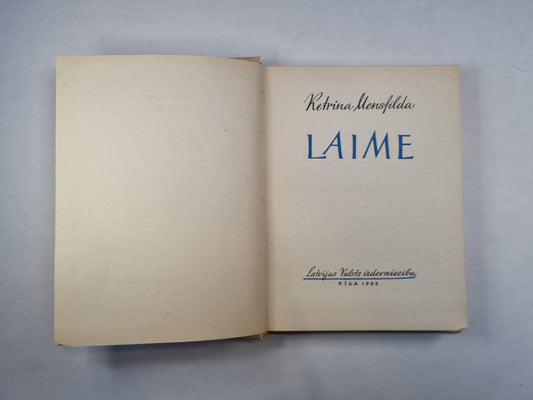 Ketrina Mensfilda
LAIME
Latvijas Valsts izdevniecība
RĪGĀ 1962